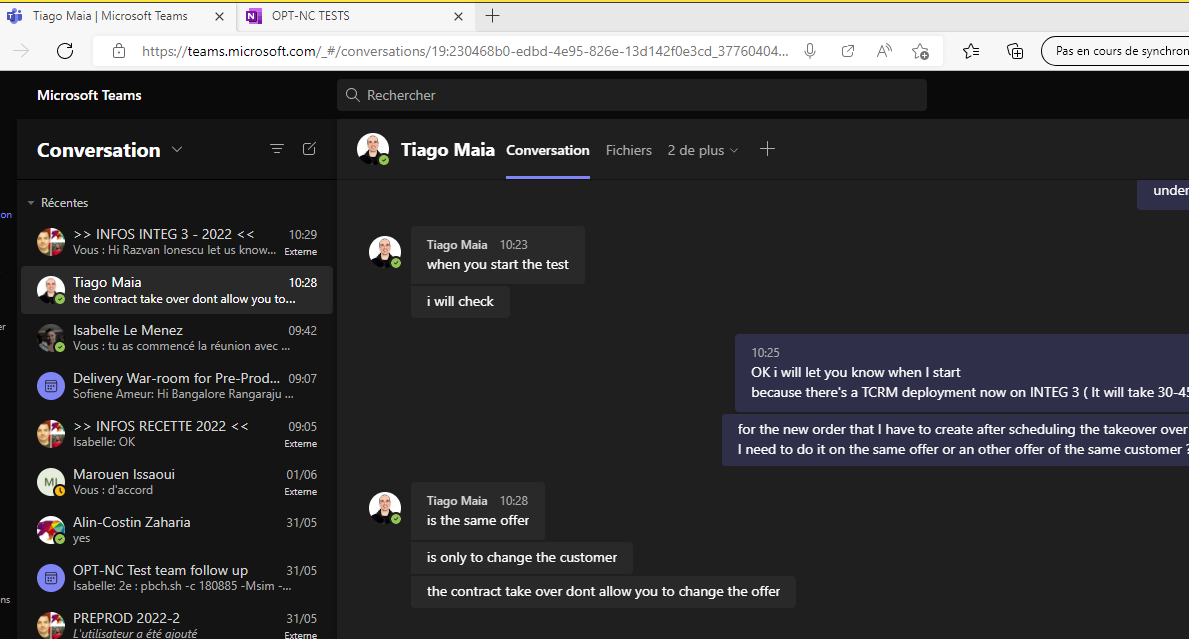 Tiago Maia | Microsoft Teams
OPT-NC TESTS
https://teams.microsoft.com/_#/conversations/19:230468b0-edbd-4e95-826e-13d142f0e3cd_37760404...
Pas en cours de synchron
Microsoft Teams
Rechercher
Conversation
Tiago Maia Conversation Fichiers 2 de plus
Récentes
>> INFOS INTEG 3 - 2022 << 10:29
Vous : Hi Razvan Ionescu let us know... Externe
Tiago Maia 10:28
the contract take over dont allow you to...
Isabelle Le Menez 09:42
Vous : tu as commencé la réunion avec ...
Delivery War-room for Pre-Prod... 09:07
Sofiene Ameur: Hi Bangalore Rangaraju ...
>> INFOS RECETTE 2022 << 09:05
Isabelle: OK Externe
MI
Marouen Issaoui 01/06
Vous : d'accord Externe
Alin-Costin Zaharia 31/05
yes
OPT-NC Test team follow up 31/05
Isabelle: 2e : pbch.sh -c 180885 -Msim -...
PREPROD 2022-2 31/05
L'utilisateur a été ajouté Externe
on
er
ns
under
Tiago Maia 10:23
when you start the test
i will check
10:25
OK i will let you know when I start
because there's a TCRM deployment now on INTEG 3 ( It will take 30-45
for the new order that I have to create after scheduling the takeover over
I need to do it on the same offer or an other offer of the same customer ?
Tiago Maia 10:28
is the same offer
is only to change the customer
the contract take over dont allow you to change the offer